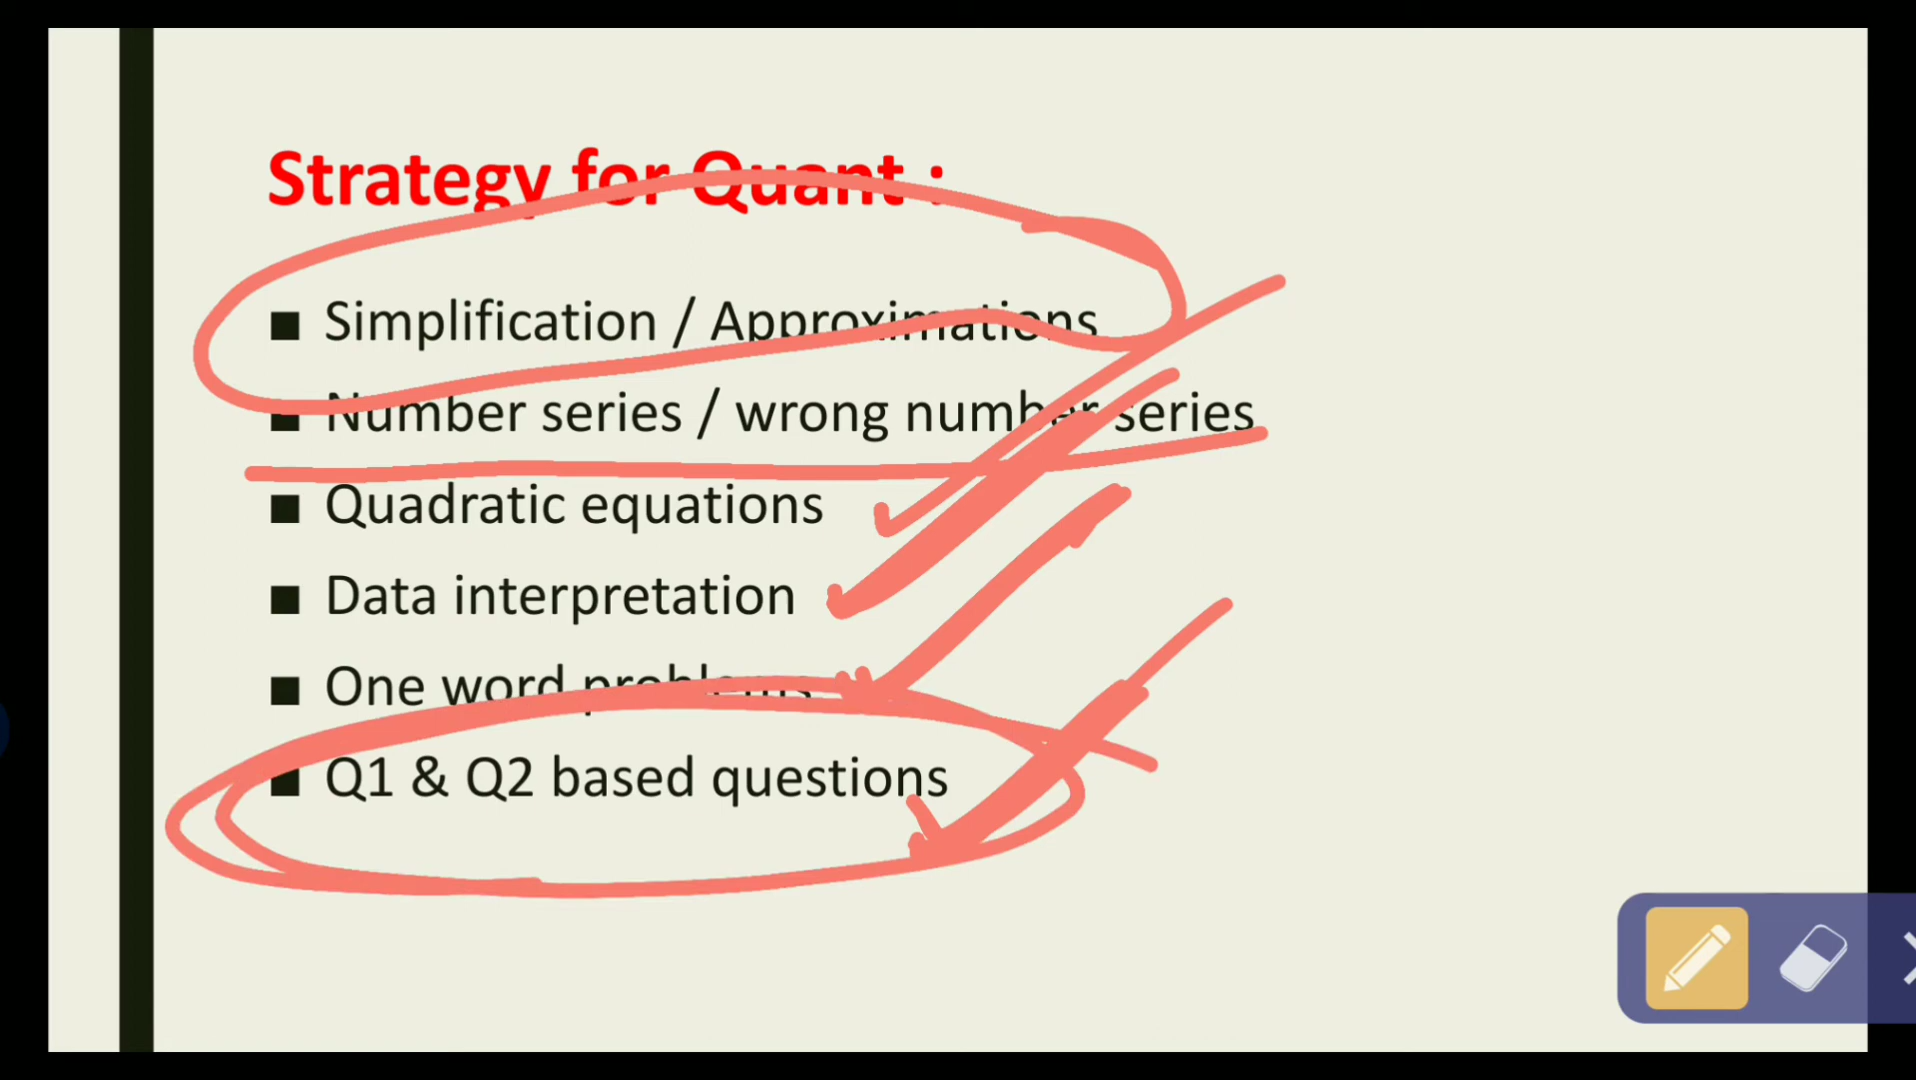 Strategy for Quant :
■ Simplification / Approximations
■ Number series / wrong number series
■ Quadratic equations
■ Data interpretation
■ One word problems
■ Q1 & Q2 based questions